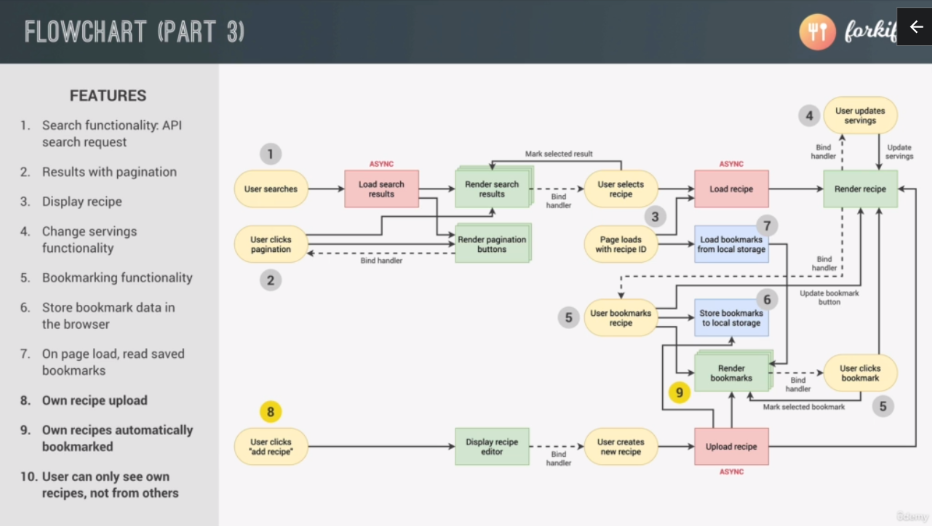 FLOWCHART (PART 3)
FEATURES
1. Search functionality: API
search request
2. Results with pagination
3. Display recipe
4. Change servings
functionality
5. Bookmarking functionality
6. Store bookmark data in
the browser
7. On page load, read saved
bookmarks
8. Own recipe upload
9. Own recipes automatically
bookmarked
10. User can only see own
recipes, not from others
1
User searches
ASYNC
Load search
results
Render search
results
Mark selected result
Bind
handler
User selects
recipe
ASYNC
Load recipe
4
User updates
servings
Bind
handler
Update
servings
Render recipe
3
User clicks
pagination
2
Bind handler
Render pagination
buttons
Page loads
with recipe ID
7
Load bookmarks
from local storage
Bind
handler
Update bookmark
button
5
User bookmarks
recipe
6
Store bookmarks
to local storage
Render
bookmarks
9
Bind
handler
User clicks
bookmark
Mark selected bookmark
5
8
User clicks
"add recipe"
Display recipe
editor
Bind
handler
User creates
new recipe
Upload recipe
ASYNC
Udemy